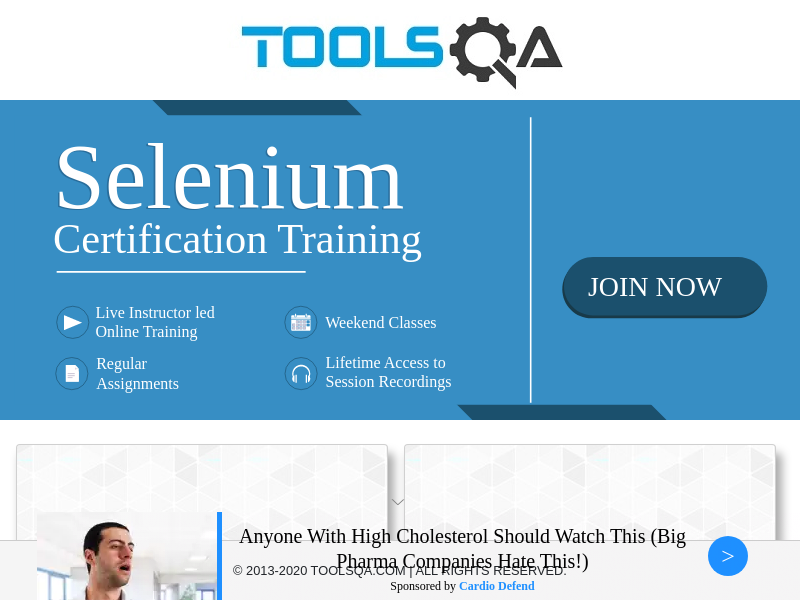 TOOLSQA
Selenium
Certification Training
Live Instructor led
Online Training
Weekend Classes
Regular
Assignments
Lifetime Access to
Session Recordings
JOIN NOW
Anyone With High Cholesterol Should Watch This (Big
Pharma Companies Hate This!)
© 2013-2020 TOOLSQA.COM | ALL RIGHTS RESERVED.
Sponsored by Cardio Defend
>